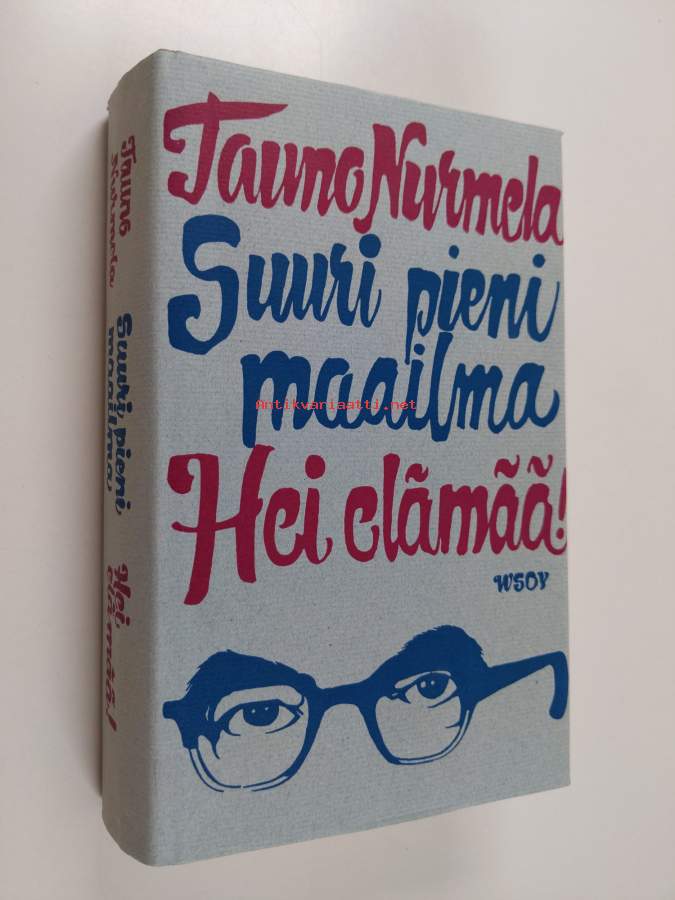 Tauno Nurmela
Suuri pieni
maailma
Antikvariaatti.net
Hei elämää!
WSOY
Tauno
Nurmela
Suuri pieni
maailma
Hei
elämää!